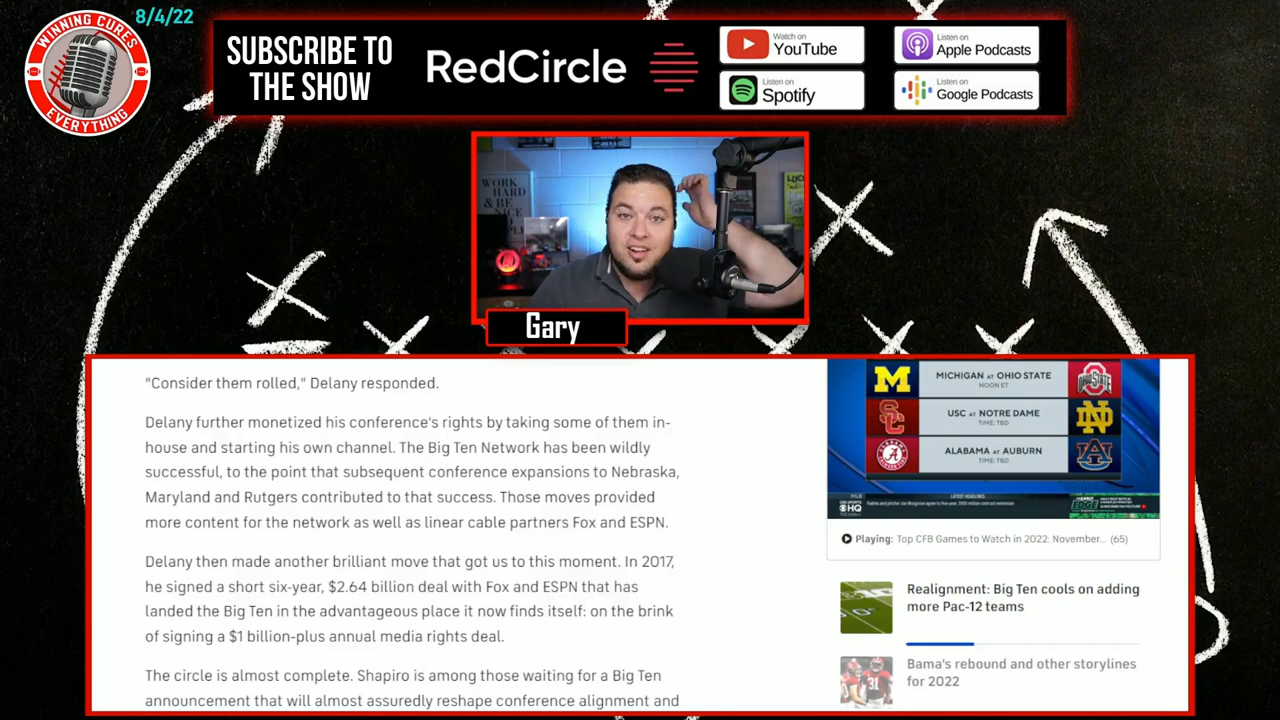 8/4/22
WINNING CURES
EVERYTHING
SUBSCRIBE TO
THE SHOW
RedCircle
Watch on
YouTube
Listen on
Spotify
Listen on
Apple Podcasts
Listen on
Google Podcasts
WORK
HARD
& BE
NICE
Gary
"Consider them rolled," Delany responded.
Delany further monetized his conference's rights by taking some of them in-
house and starting his own channel. The Big Ten Network has been wildly
successful, to the point that subsequent conference expansions to Nebraska,
Maryland and Rutgers contributed to that success. Those moves provided
more content for the network as well as linear cable partners Fox and ESPN.
Delany then made another brilliant move that got us to this moment. In 2017,
he signed a short six-year, $2.64 billion deal with Fox and ESPN that has
landed the Big Ten in the advantageous place it now finds itself: on the brink
of signing a $1 billion-plus annual media rights deal.
The circle is almost complete. Shapiro is among those waiting for a Big Ten
announcement that will almost assuredly reshape conference alignment and
MICHIGAN AT OHIO STATE
NOON ET
USC AT NOTRE DAME
TIME: TBD
ALABAMA AT AUBURN
TIME: TBD
LATEST HEADLINES
HQ
EDGE
Playing: Top CFB Games to Watch in 2022: November... (65)
Realignment: Big Ten cools on adding
more Pac-12 teams
Bama's rebound and other storylines
for 2022